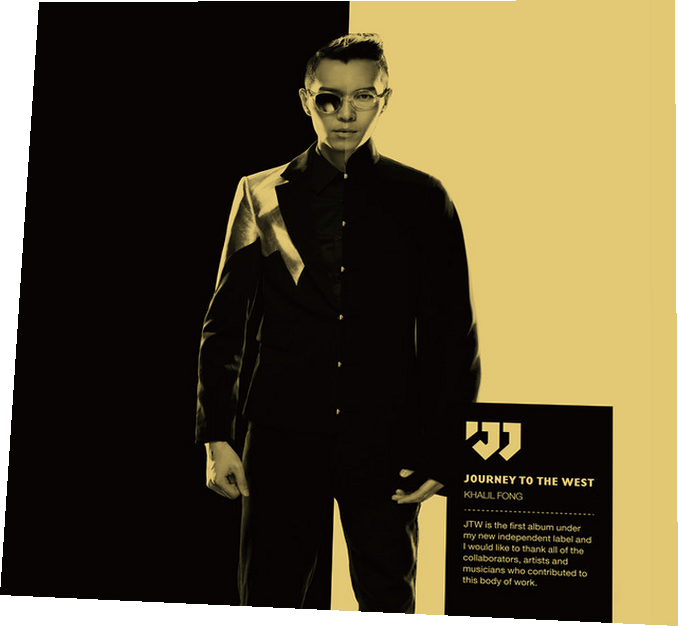 JOURNEY TO THE WEST
KHALIL FONG
JTW is the first album under
my new independent label and
I would like to thank all of the
collaborators, artists and
musicians who contributed to
this body of work.